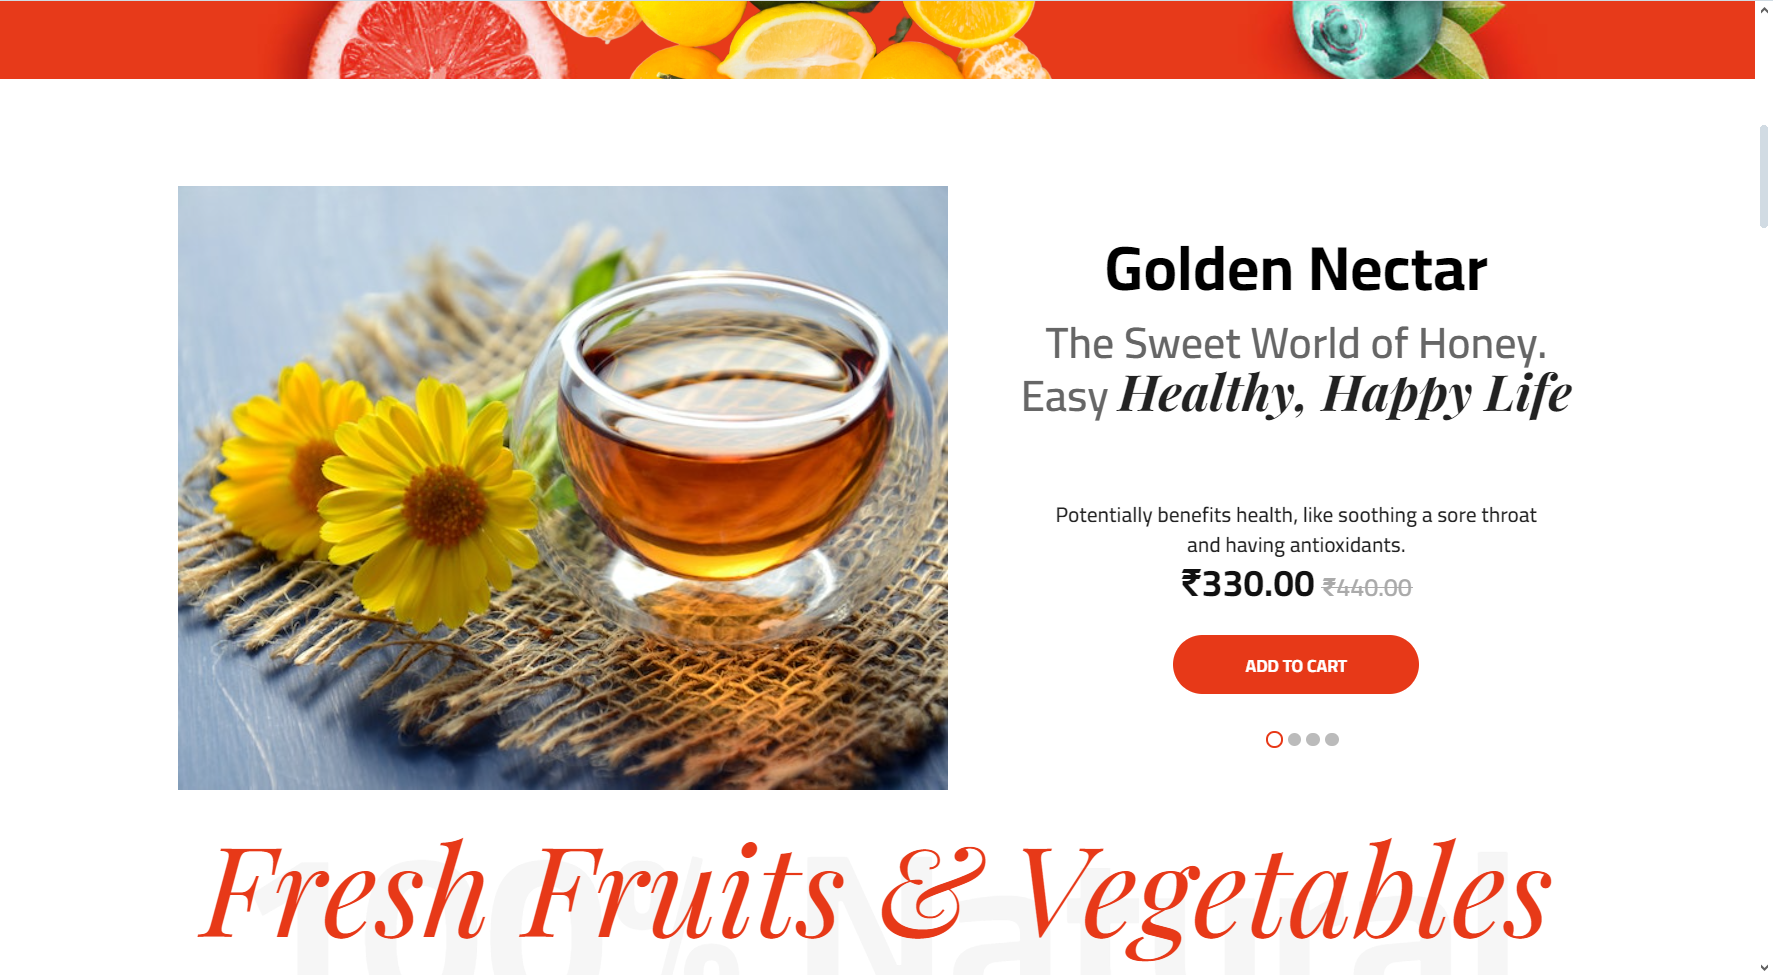 Golden Nectar
The Sweet World of Honey.
Easy Healthy, Happy Life
Potentially benefits health, like soothing a sore throat
and having antioxidants.
₹330.00 ₹440.00
ADD TO CART
100% Natural
Fresh Fruits & Vegetables